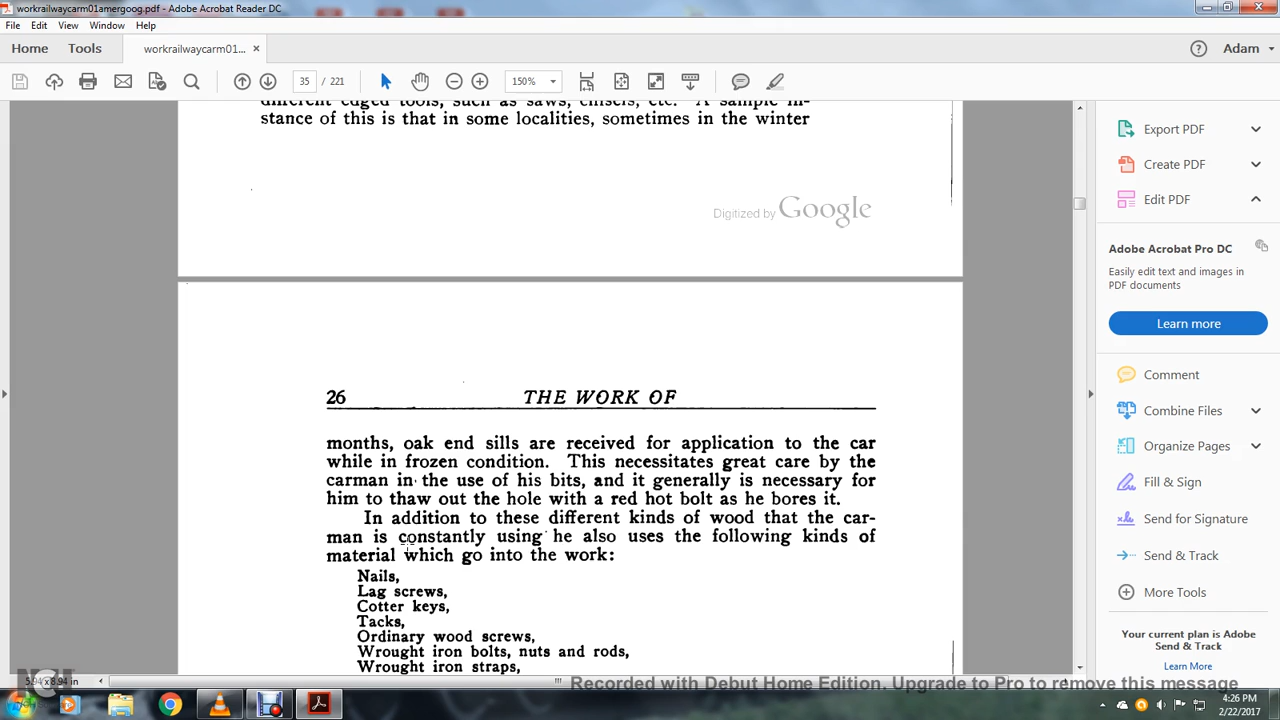 workrailwaycarm01amergoog.pdf - Adobe Acrobat Reader DC
File Edit View Window Help
Home Tools workrailwaycarm01... × Adam
35 / 221 150%
different edged tools, such as saws, chisels, etc. A sample in-
stance of this is that in some localities, sometimes in the winter
Digitized by Google
26 THE WORK OF
months, oak end sills are received for application to the car
while in frozen condition. This necessitates great care by the
carman in the use of his bits, and it generally is necessary for
him to thaw out the hole with a red hot bolt as he bores it.
In addition to these different kinds of wood that the car-
man is constantly using he also uses the following kinds of
material which go into the work:
Nails,
Lag screws,
Cotter keys,
Tacks,
Ordinary wood screws,
Wrought iron bolts, nuts and rods,
Wrought iron straps,
Export PDF
Create PDF
Edit PDF
Adobe Acrobat Pro DC
Easily edit text and images in
PDF documents
Learn more
Comment
Combine Files
Organize Pages
Fill & Sign
Send for Signature
Send & Track
More Tools
Your current plan is Adobe
Send & Track
Learn More
8.94 in
Recorded with Debut Home Edition. Upgrade to Pro to remove this message
4:26 PM
2/22/2017